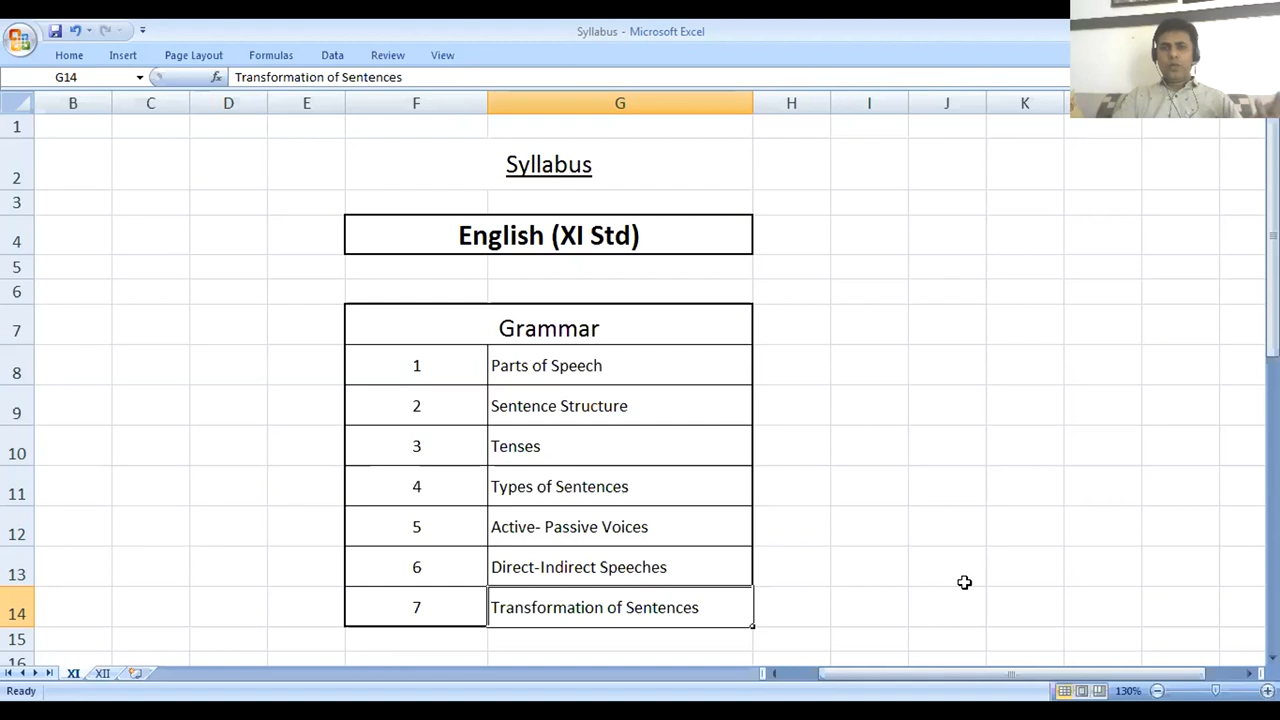 Syllabus - Microsoft Excel
Home Insert Page Layout Formulas Data Review View
G14 fx Transformation of Sentences
B C D E F G H I J K
1
2 Syllabus
3
4 English (XI Std)
5
6
7 Grammar
8 1 Parts of Speech
9 2 Sentence Structure
10 3 Tenses
11 4 Types of Sentences
12 5 Active- Passive Voices
13 6 Direct-Indirect Speeches
14 7 Transformation of Sentences
15
16
XI XII
Ready 130%